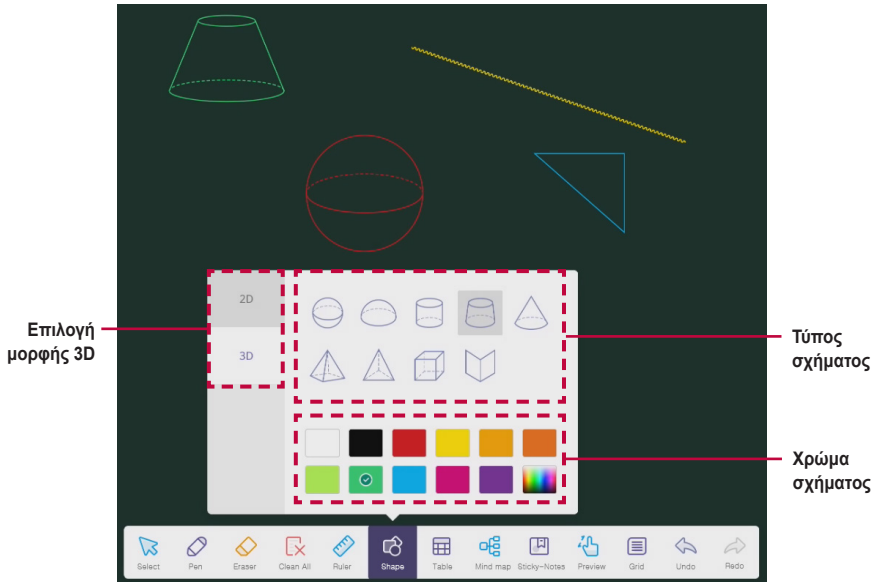 2D
3D
Επιλογή
μορφής 3D
Τύπος
σχήματος
Χρώμα
σχήματος
Select
Pen
Eraser
Clean All
Ruler
Shape
Table
Mind map
Sticky-Notes
Preview
Grid
Undo
Redo